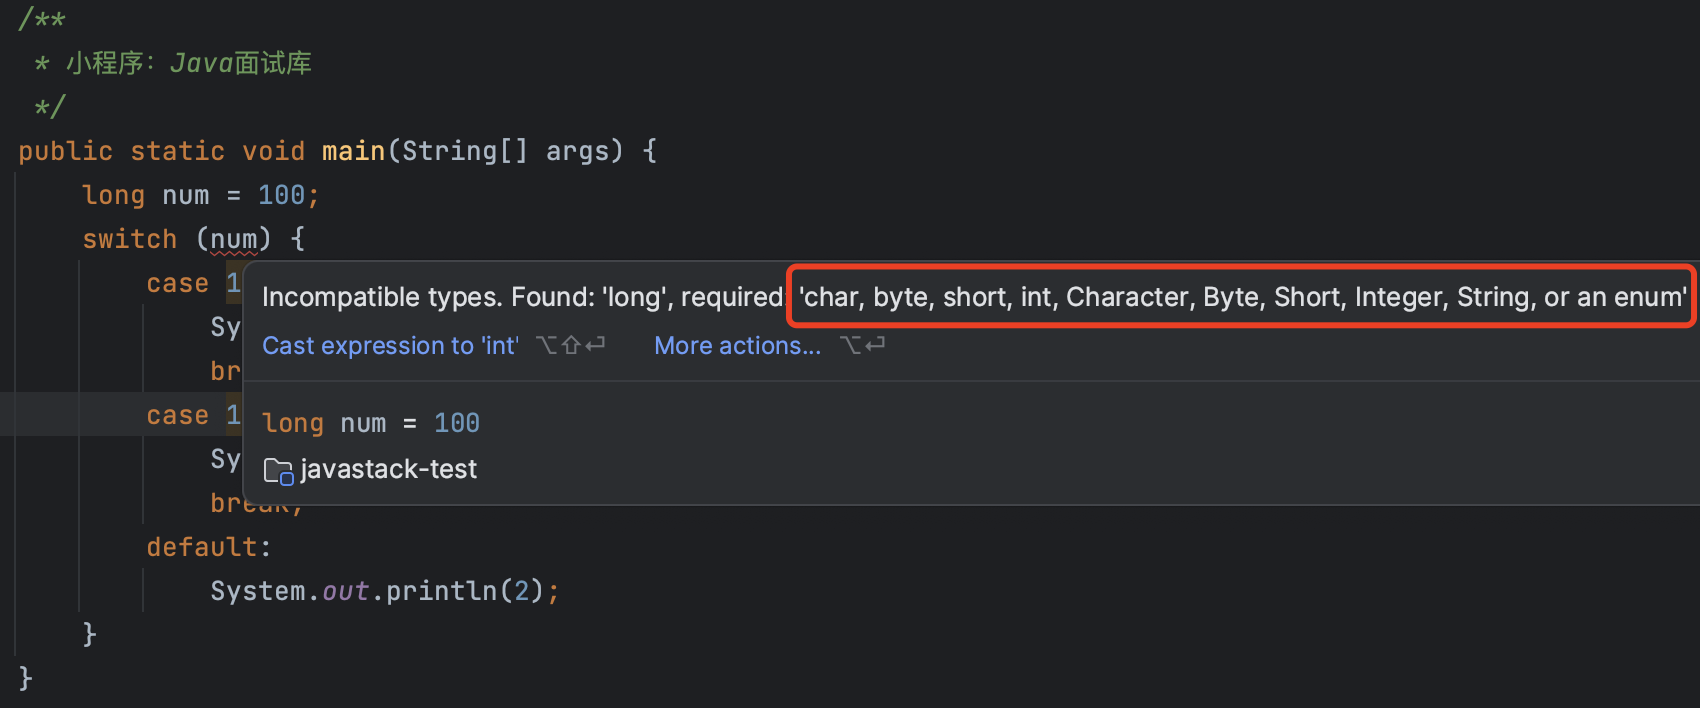 /**
 * 小程序：Java面试库
 */
public static void main(String[] args) {
long num = 100;
switch (num) {
case 1
Incompatible types. Found: 'long', required: 'char, byte, short, int, Character, Byte, Short, Integer, String, or an enum'
Sy
Cast expression to 'int' ⌥⇧⏎ More actions... ⌥⏎
br
case 1
long num = 100
Sy
javastack-test
break;
default:
System.out.println(2);
}
}